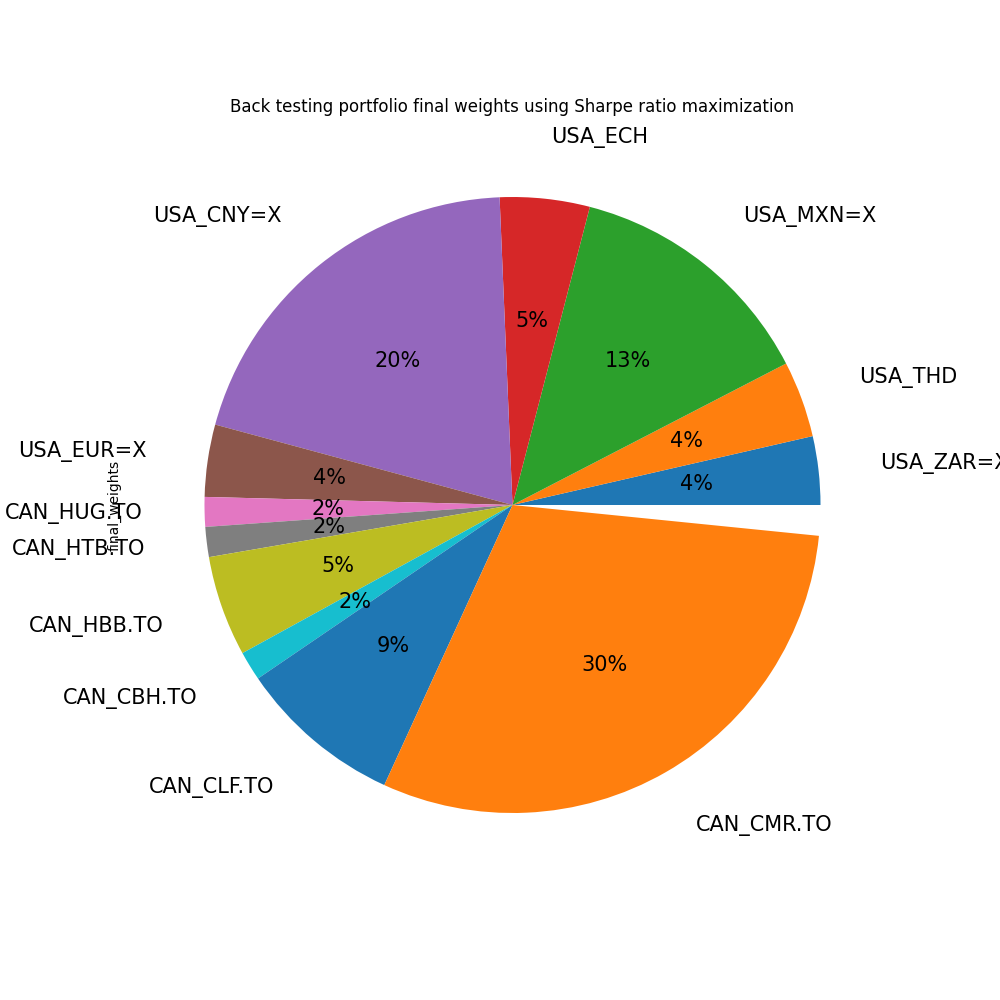 Back testing portfolio final weights using Sharpe ratio maximization
USA_ECH
USA_CNY=X
USA_MXN=X
5%
20%
13%
USA_THD
4%
USA_EUR=X
USA_ZAR=X
4%
4%
final_weights
CAN_HUG.TO
2%
2%
CAN_HTB.TO
5%
2%
CAN_HBB.TO
9%
30%
CAN_CBH.TO
CAN_CLF.TO
CAN_CMR.TO